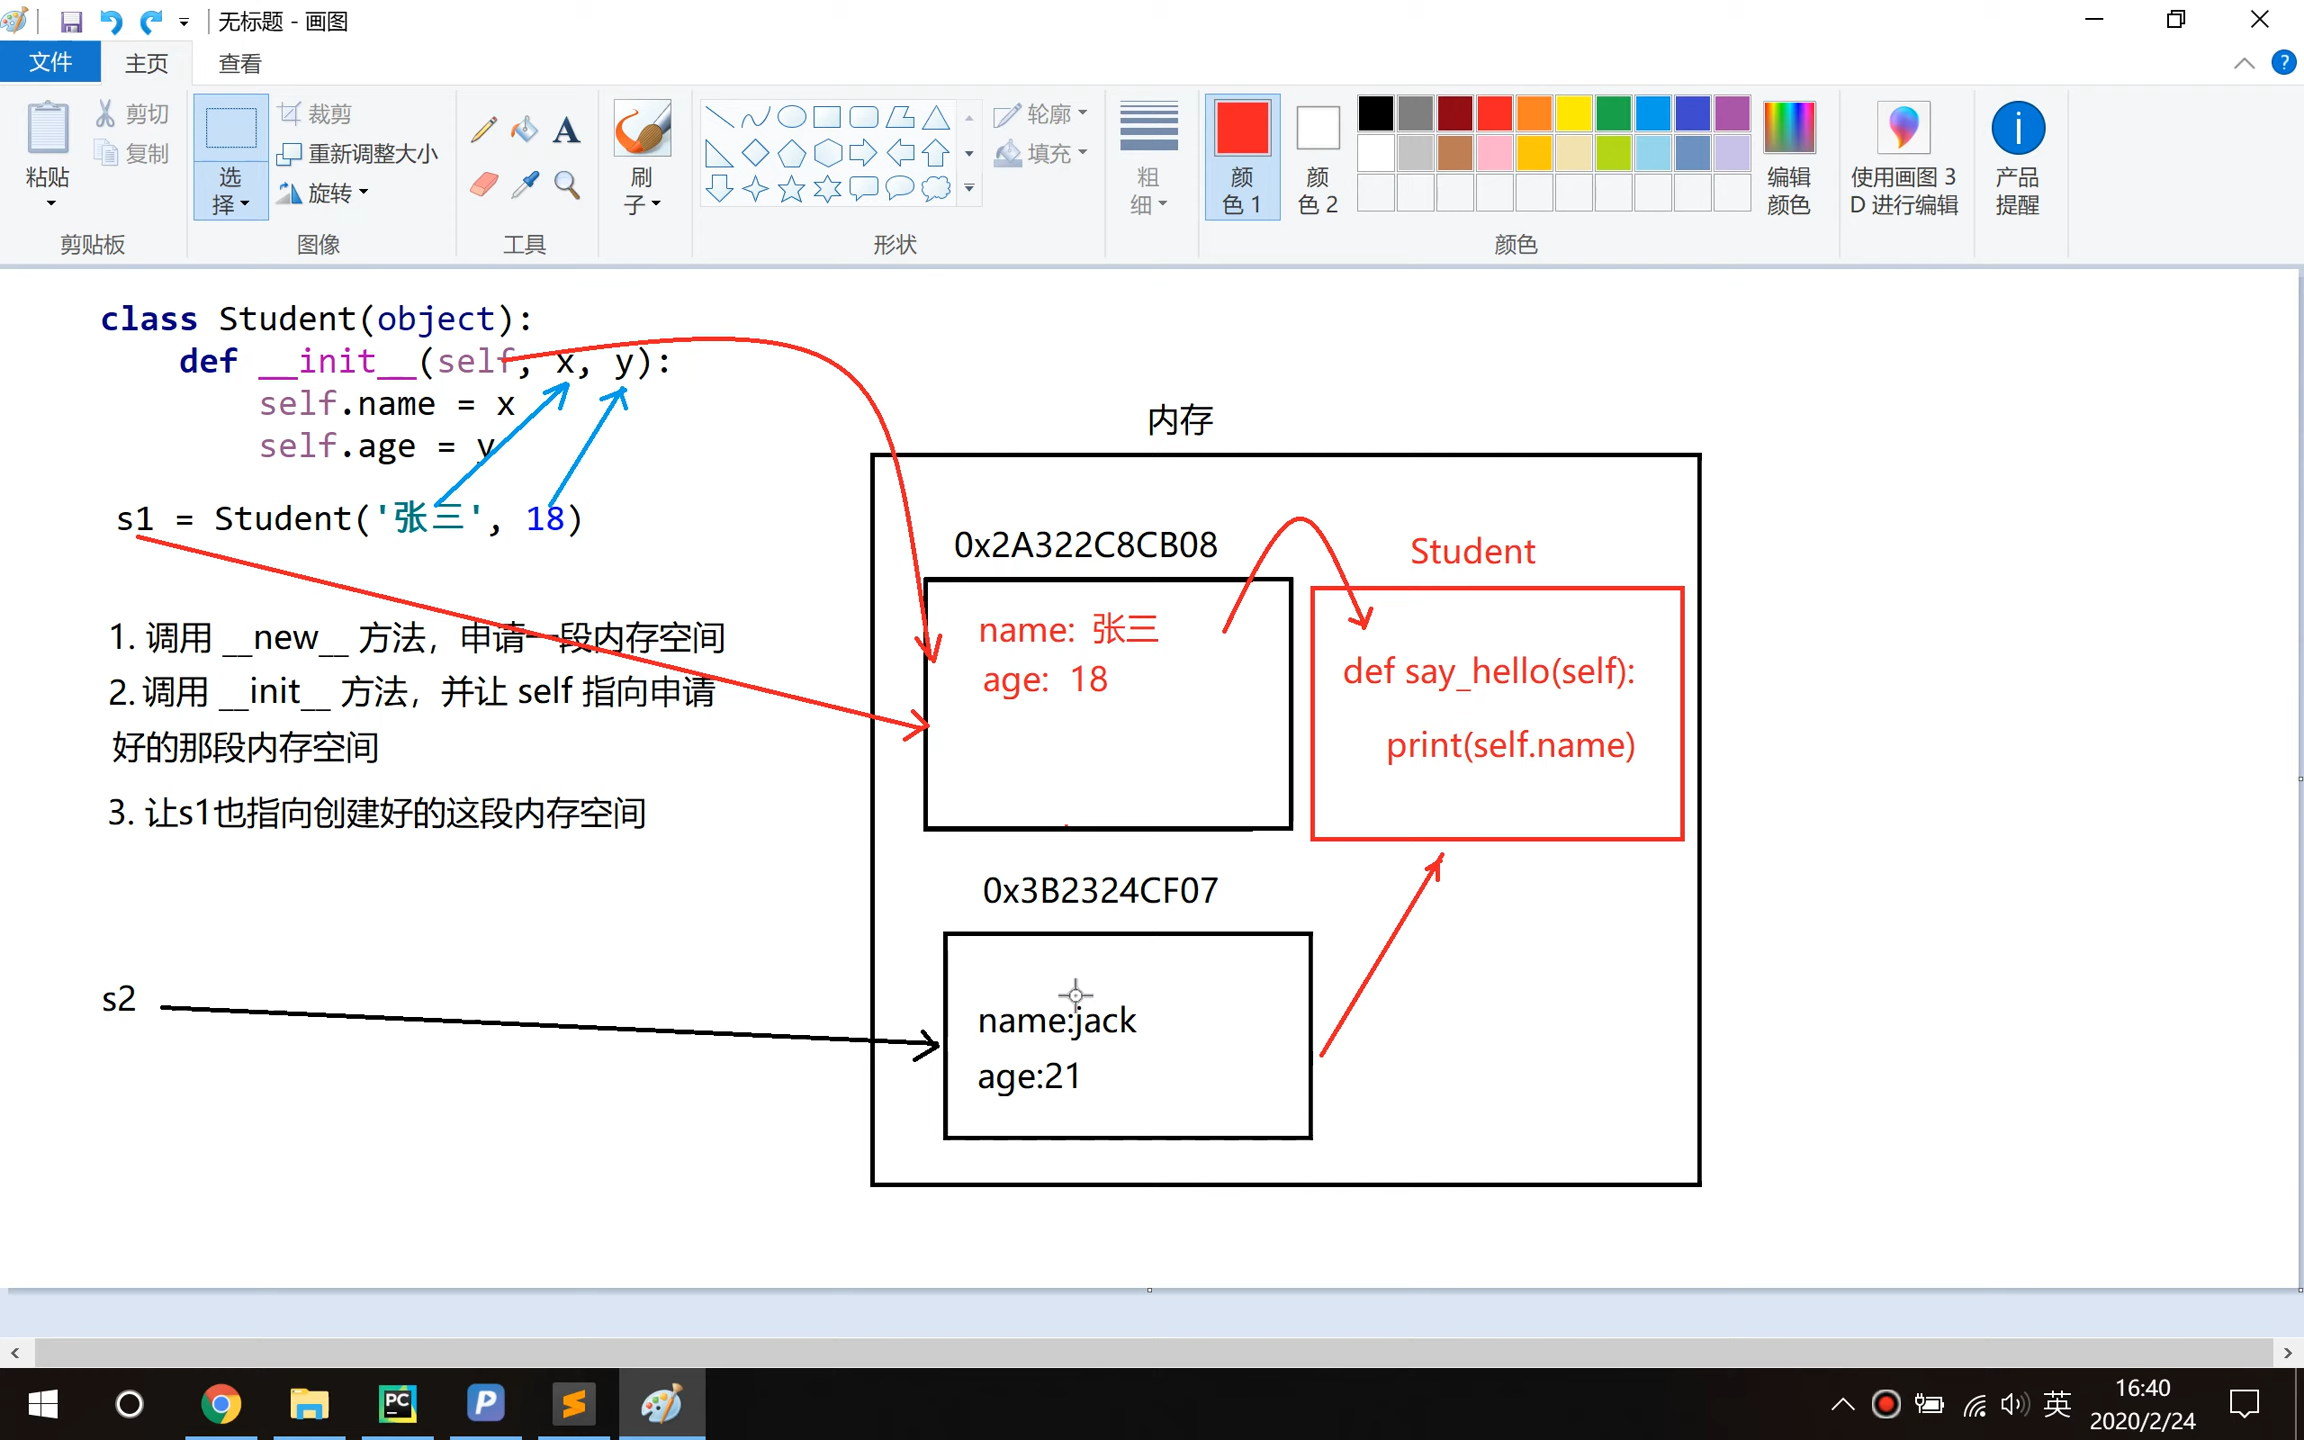 无标题 - 画图
文件 主页 查看
粘贴
剪切
复制
剪贴板
选择
裁剪
重新调整大小
旋转
图像
工具
刷子
形状
轮廓
填充
粗细
颜色 1
颜色 2
颜色
编辑颜色
使用画图 3D 进行编辑
产品提醒
class Student(object):
def __init__(self, x, y):
self.name = x
self.age = y
s1 = Student('张三', 18)
1. 调用 __new__ 方法，申请一段内存空间
2. 调用 __init__ 方法，并让 self 指向申请
好的那段内存空间
3. 让s1也指向创建好的这段内存空间
s2
内存
0x2A322C8CB08
name: 张三
age: 18
Student
def say_hello(self):
print(self.name)
0x3B2324CF07
name:jack
age:21
英
16:40
2020/2/24